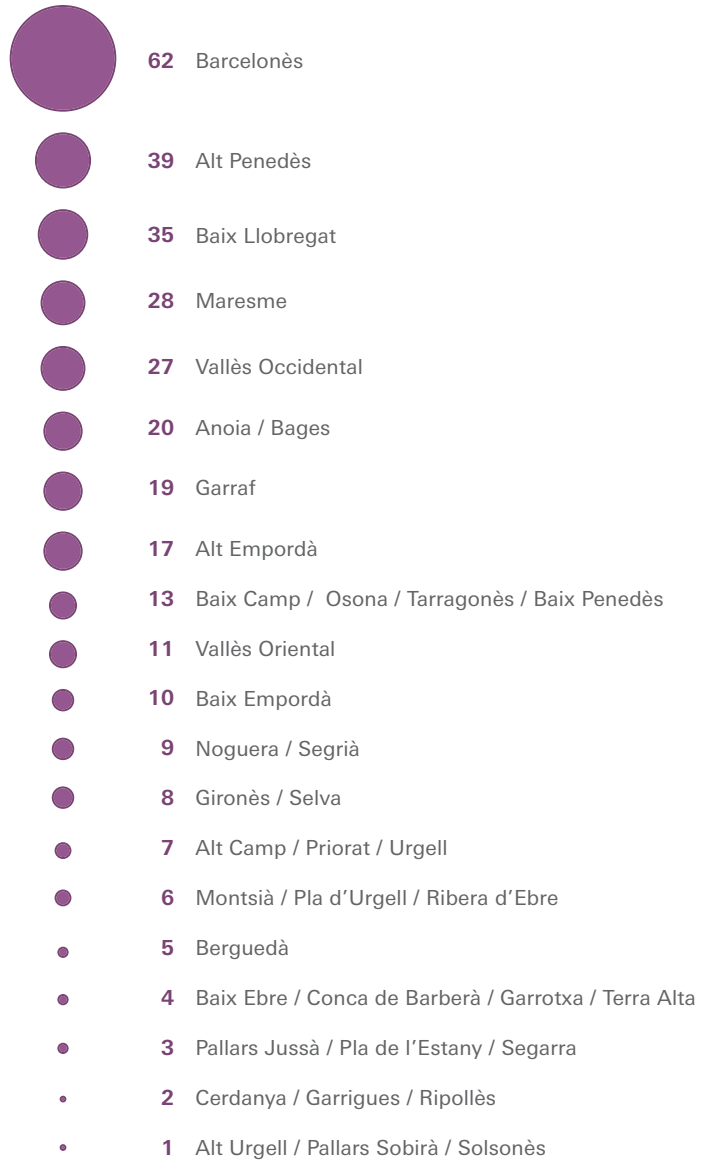 62 Barcelonès
39 Alt Penedès
35 Baix Llobregat
28 Maresme
27 Vallès Occidental
20 Anoia / Bages
19 Garraf
17 Alt Empordà
13 Baix Camp / Osona / Tarragonès / Baix Penedès
11 Vallès Oriental
10 Baix Empordà
9 Noguera / Segrià
8 Gironès / Selva
7 Alt Camp / Priorat / Urgell
6 Montsià / Pla d’Urgell / Ribera d’Ebre
5 Berguedà
4 Baix Ebre / Conca de Barberà / Garrotxa / Terra Alta
3 Pallars Jussà / Pla de l’Estany / Segarra
2 Cerdanya / Garrigues / Ripollès
1 Alt Urgell / Pallars Sobirà / Solsonès